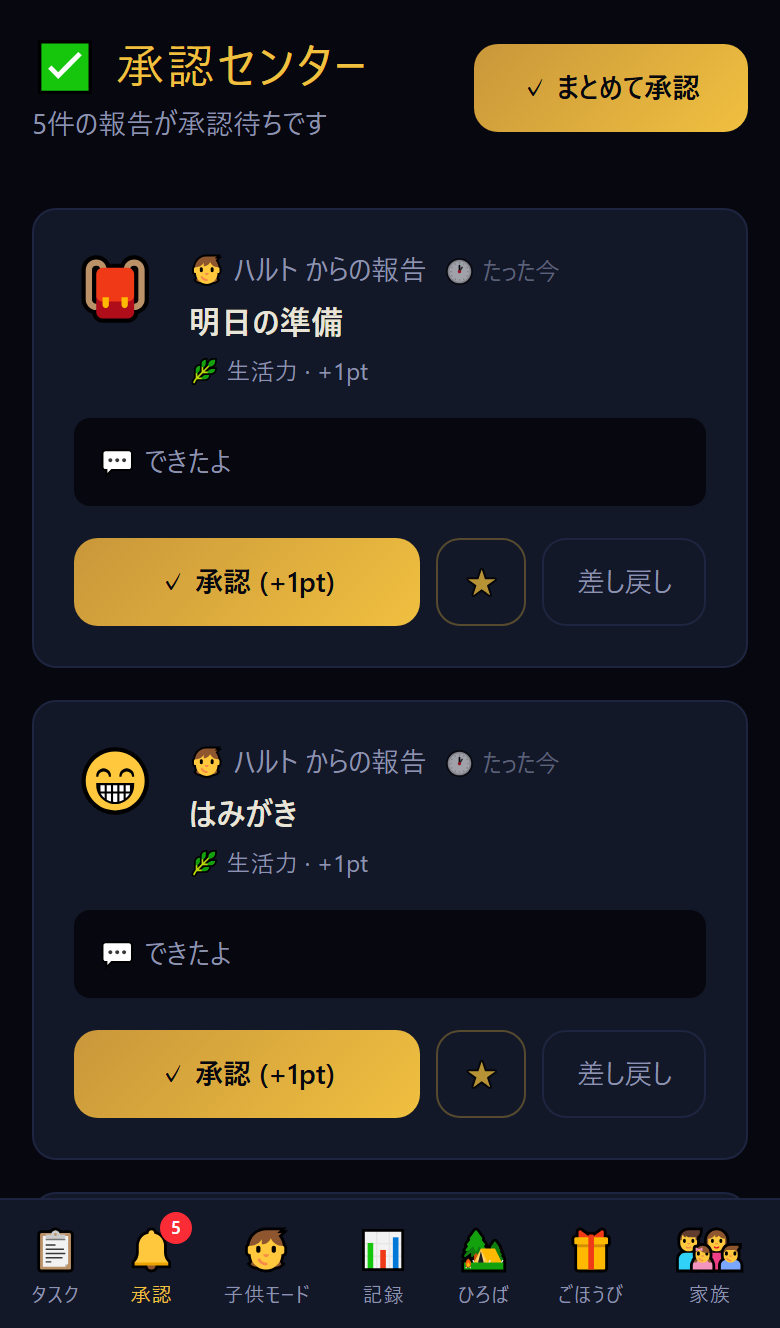 承認センター
5件の報告が承認待ちです
✓ まとめて承認
ハルト からの報告 たった今
明日の準備
生活力 · +1pt
できたよ
✓ 承認 (+1pt) ★ 差し戻し
ハルト からの報告 たった今
はみがき
生活力 · +1pt
できたよ
✓ 承認 (+1pt) ★ 差し戻し
5
タスク 承認 子供モード 記録 ひろば ごほうび 家族